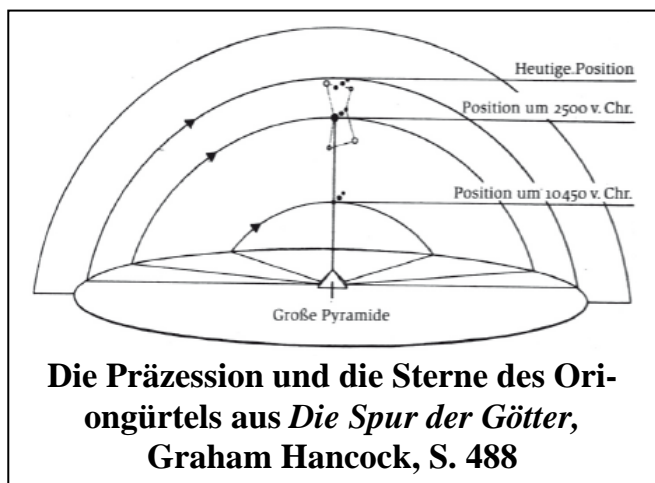 Heutige Position
Position um 2500 v. Chr.
Position um 10450 v. Chr.
Große Pyramide
Die Präzession und die Sterne des Ori-
ongürtels aus Die Spur der Götter,
Graham Hancock, S. 488